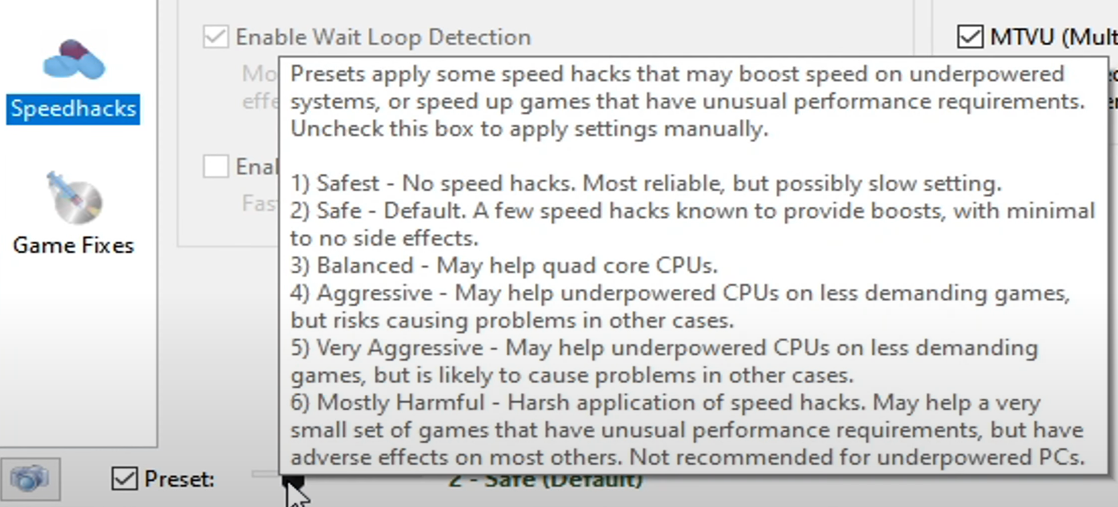 Enable Wait Loop Detection
MTVU (Mult
Speedhacks
Game Fixes
Presets apply some speed hacks that may boost speed on underpowered
systems, or speed up games that have unusual performance requirements.
Uncheck this box to apply settings manually.
1) Safest - No speed hacks. Most reliable, but possibly slow setting.
2) Safe - Default. A few speed hacks known to provide boosts, with minimal
to no side effects.
3) Balanced - May help quad core CPUs.
4) Aggressive - May help underpowered CPUs on less demanding games,
but risks causing problems in other cases.
5) Very Aggressive - May help underpowered CPUs on less demanding
games, but is likely to cause problems in other cases.
6) Mostly Harmful - Harsh application of speed hacks. May help a very
small set of games that have unusual performance requirements, but have
adverse effects on most others. Not recommended for underpowered PCs.
Preset:
2 - Safe (Default)